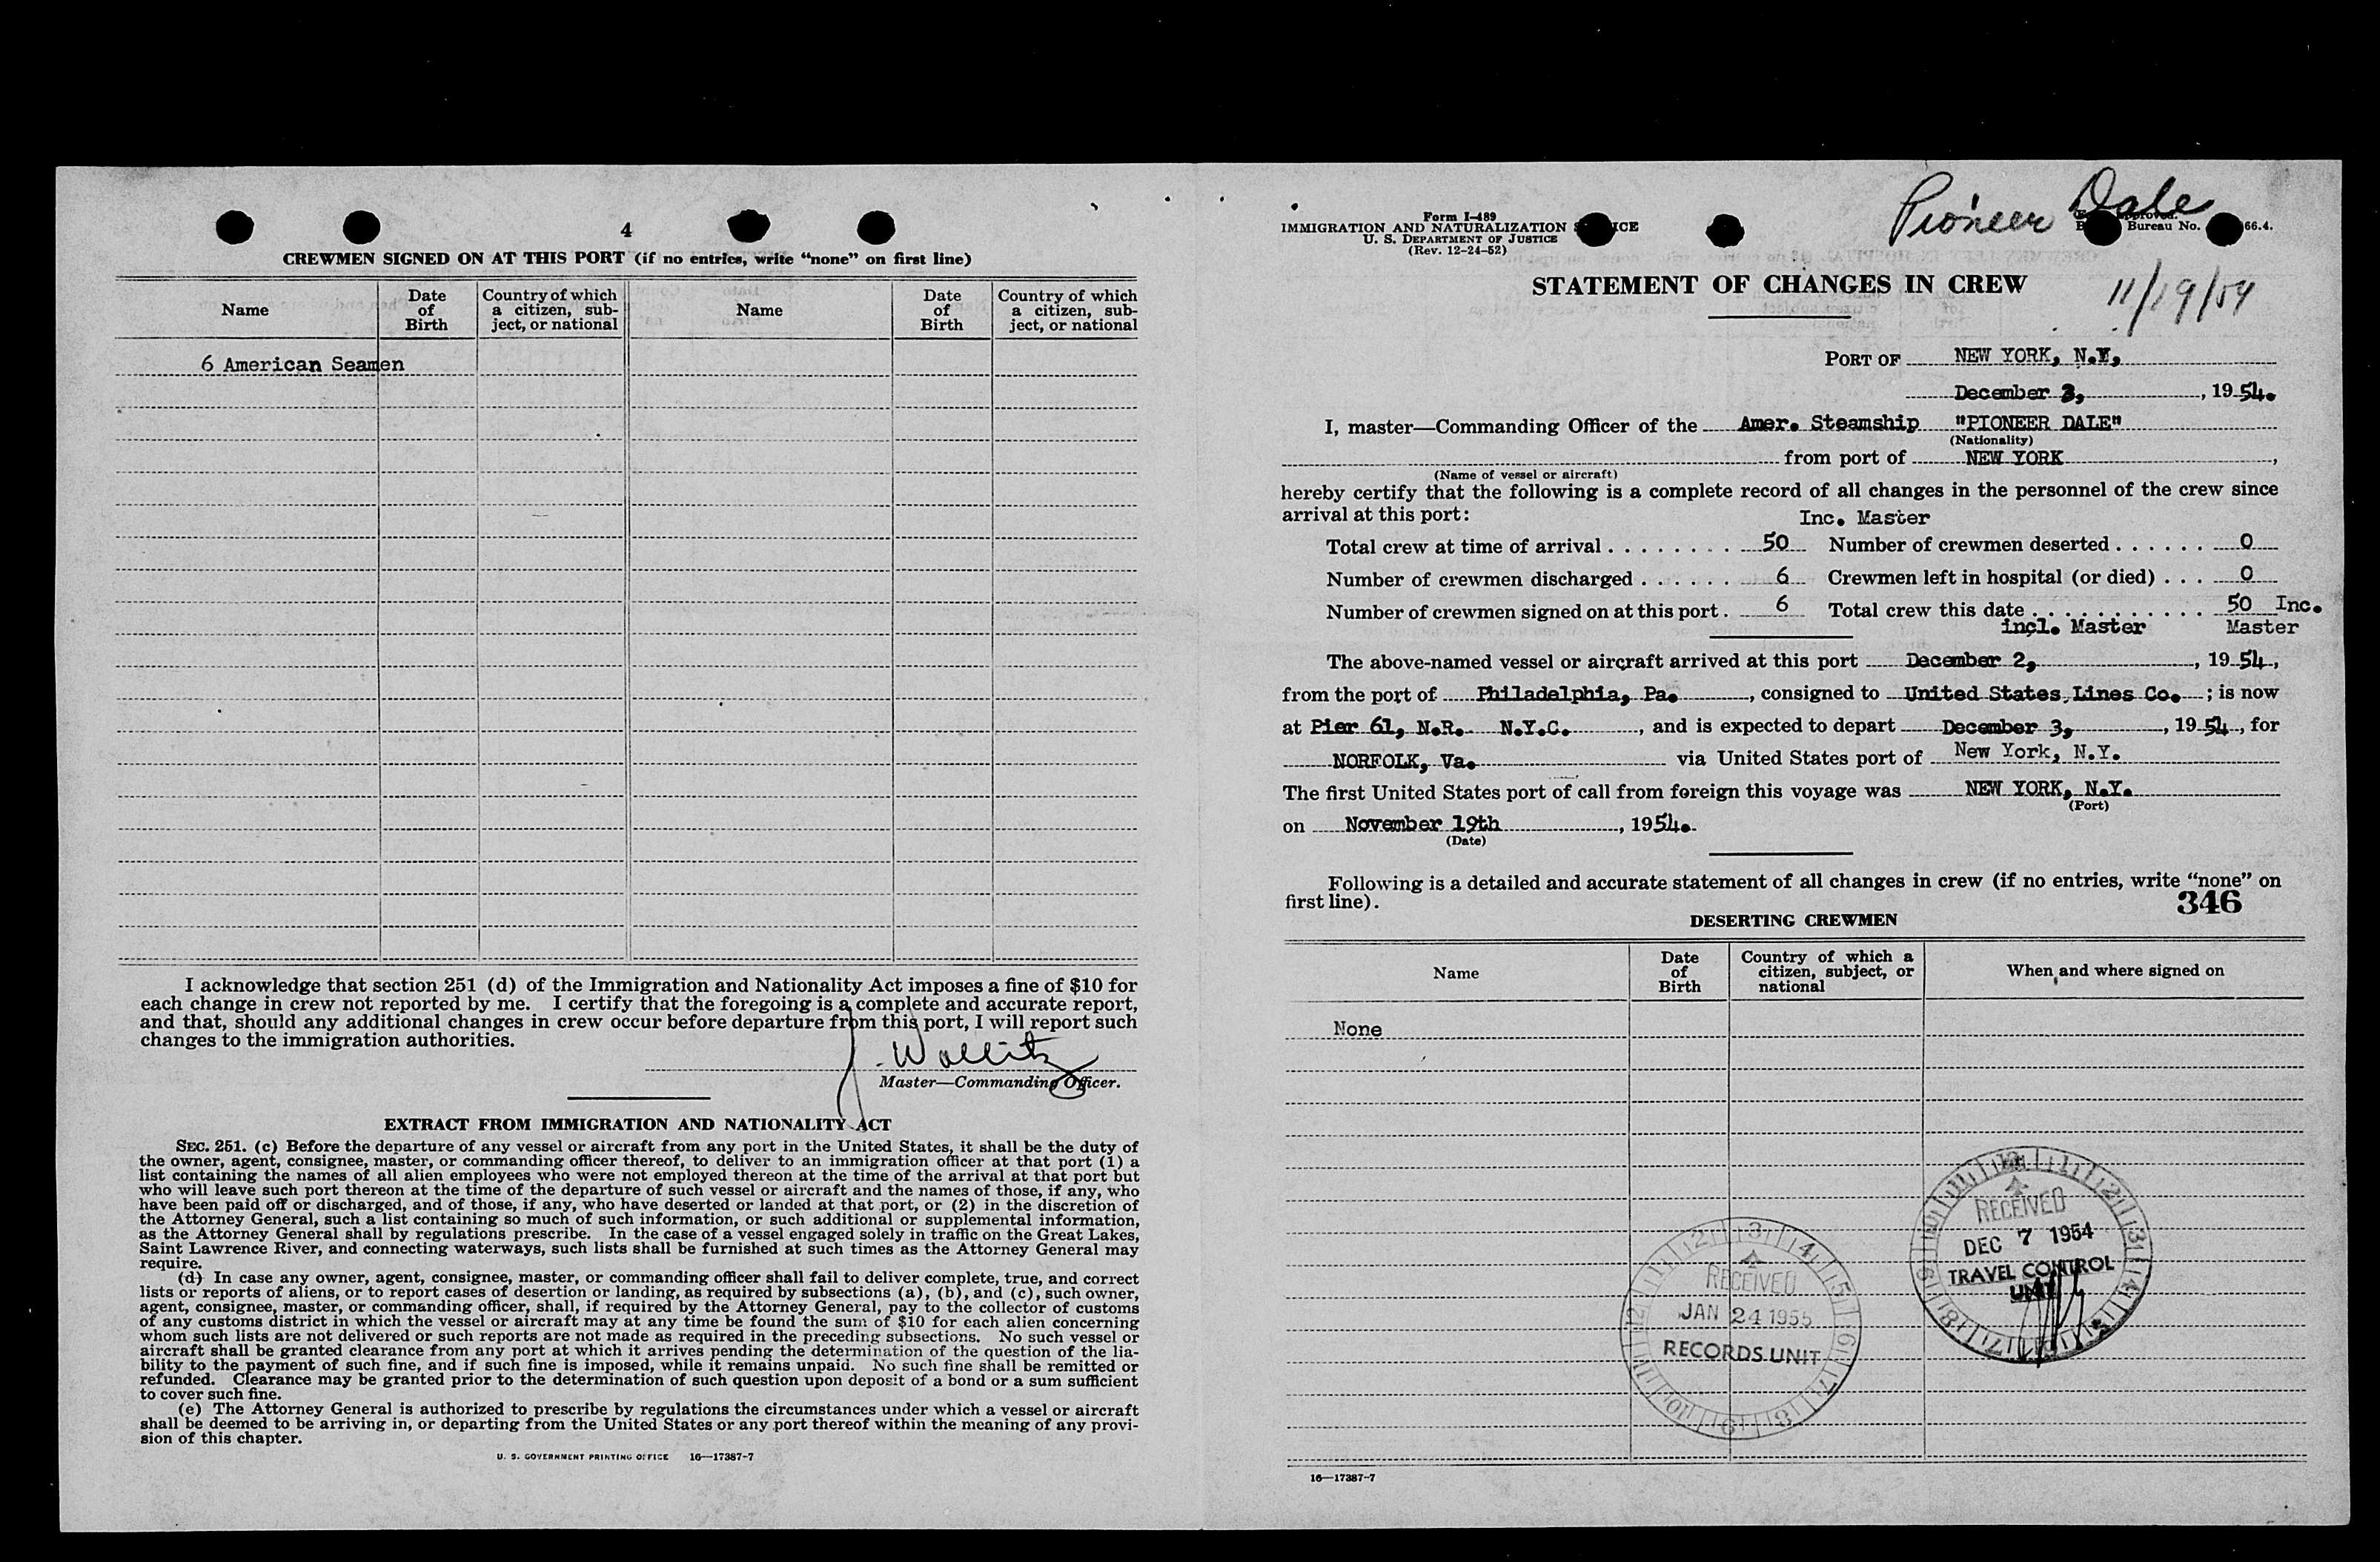 4
CREWMEN SIGNED ON AT THIS PORT (if no entries, write “none” on first line)
Name
Date of Birth
Country of which a citizen, subject, or national
Name
Date of Birth
Country of which a citizen, subject, or national
6 American Seamen
I acknowledge that section 251 (d) of the Immigration and Nationality Act imposes a fine of $10 for
each change in crew not reported by me. I certify that the foregoing is a complete and accurate report,
and that, should any additional changes in crew occur before departure from this port, I will report such
changes to the immigration authorities.
J. Wollitz
Master—Commanding Officer.
EXTRACT FROM IMMIGRATION AND NATIONALITY ACT
SEC. 251. (c) Before the departure of any vessel or aircraft from any port in the United States, it shall be the duty of
the owner, agent, consignee, master, or commanding officer thereof, to deliver to an immigration officer at that port (1) a
list containing the names of all alien employees who were not employed thereon at the time of the arrival at that port but
who will leave such port thereon at the time of the departure of such vessel or aircraft and the names of those, if any, who
have been paid off or discharged, and of those, if any, who have deserted or landed at that port, or (2) in the discretion of
the Attorney General, such a list containing so much of such information, or such additional or supplemental information,
as the Attorney General shall by regulations prescribe. In the case of a vessel engaged solely in traffic on the Great Lakes,
Saint Lawrence River, and connecting waterways, such lists shall be furnished at such times as the Attorney General may
require.
(d) In case any owner, agent, consignee, master, or commanding officer shall fail to deliver complete, true, and correct
lists or reports of aliens, or to report cases of desertion or landing, as required by subsections (a), (b), and (c), such owner,
agent, consignee, master, or commanding officer, shall, if required by the Attorney General, pay to the collector of customs
of any customs district in which the vessel or aircraft may at any time be found the sum of $10 for each alien concerning
whom such lists are not delivered or such reports are not made as required in the preceding subsections. No such vessel or
aircraft shall be granted clearance from any port at which it arrives pending the determination of the question of the lia-
bility to the payment of such fine, and if such fine is imposed, while it remains unpaid. No such fine shall be remitted or
refunded. Clearance may be granted prior to the determination of such question upon deposit of a bond or a sum sufficient
to cover such fine.
(e) The Attorney General is authorized to prescribe by regulations the circumstances under which a vessel or aircraft
shall be deemed to be arriving in, or departing from the United States or any port thereof within the meaning of any provi-
sion of this chapter.
U. S. GOVERNMENT PRINTING OFFICE 16—17387-7
Pioneer Dale
Form I-489
IMMIGRATION AND NATURALIZATION
U. S. DEPARTMENT OF JUSTICE
(Rev. 12-24-52)
Bureau No. 66.4.
STATEMENT OF CHANGES IN CREW
11/19/54
PORT OF NEW YORK, N.Y,
December 3, , 19 54.
I, master—Commanding Officer of the Amer. Steamship "PIONEER DALE"
(Nationality)
from port of NEW YORK ,
(Name of vessel or aircraft)
hereby certify that the following is a complete record of all changes in the personnel of the crew since
arrival at this port:
Inc. Master
Total crew at time of arrival . . . . . . . . 50 Number of crewmen deserted . . . . . . 0
Number of crewmen discharged . . . . . . 6 Crewmen left in hospital (or died) . . . 0
Number of crewmen signed on at this port . 6 Total crew this date . . . . . . . . . . . 50 Inc.
incl. Master Master
The above-named vessel or aircraft arrived at this port December 2, , 19 54 ,
from the port of Philadelphia, Pa. , consigned to United States Lines Co. ; is now
at Pier 61, N.R. N.Y.C. , and is expected to depart December 3, , 19 54 , for
NORFOLK, Va. via United States port of New York, N.Y.
The first United States port of call from foreign this voyage was NEW YORK, N.Y.
(Port)
on November 19th , 1954.
(Date)
Following is a detailed and accurate statement of all changes in crew (if no entries, write “none” on
first line).
346
DESERTING CREWMEN
Name
Date of Birth
Country of which a citizen, subject, or national
When and where signed on
None
RECEIVED
DEC 7 1954
TRAVEL CONTROL
UNIT
RECEIVED
JAN 24 1955
RECORDS UNIT
16—17387-7